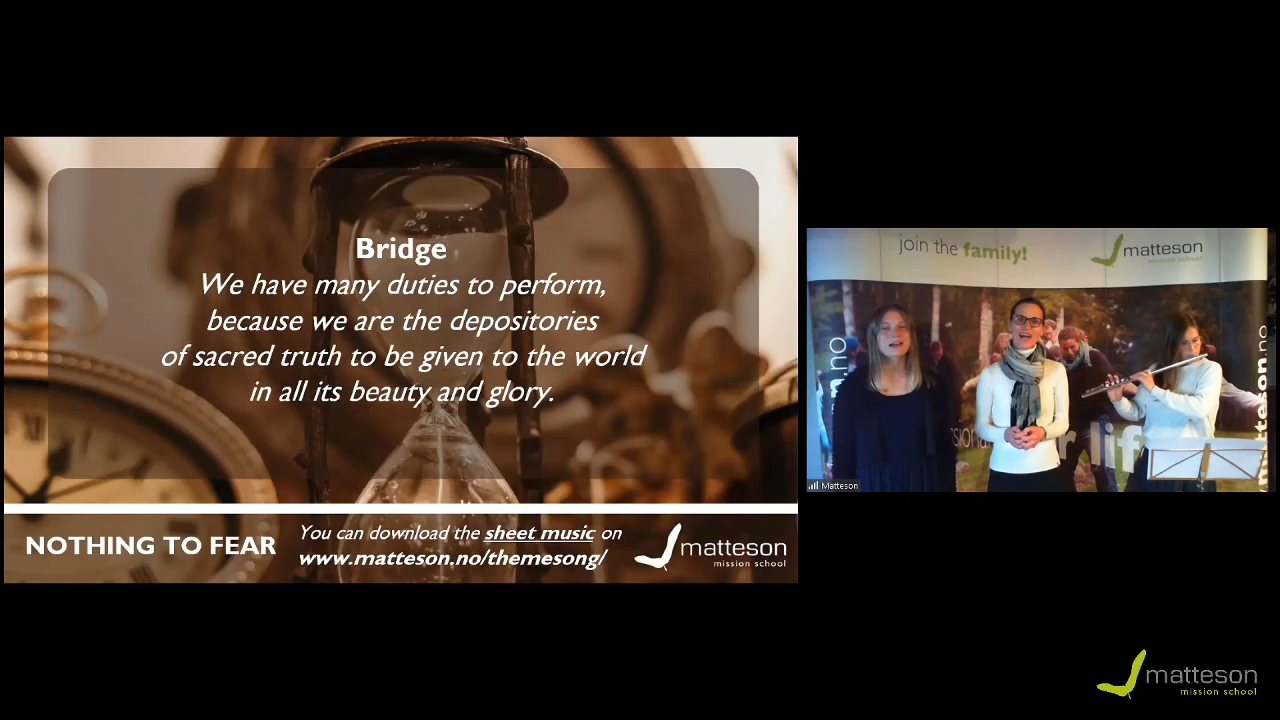 Bridge
We have many duties to perform,
because we are the depositories
of sacred truth to be given to the world
in all its beauty and glory.
NOTHING TO FEAR
You can download the sheet music on
www.matteson.no/themesong/
matteson
mission school
join the family!
matteson
mission school
matteson.no
Matteson
matteson
mission school